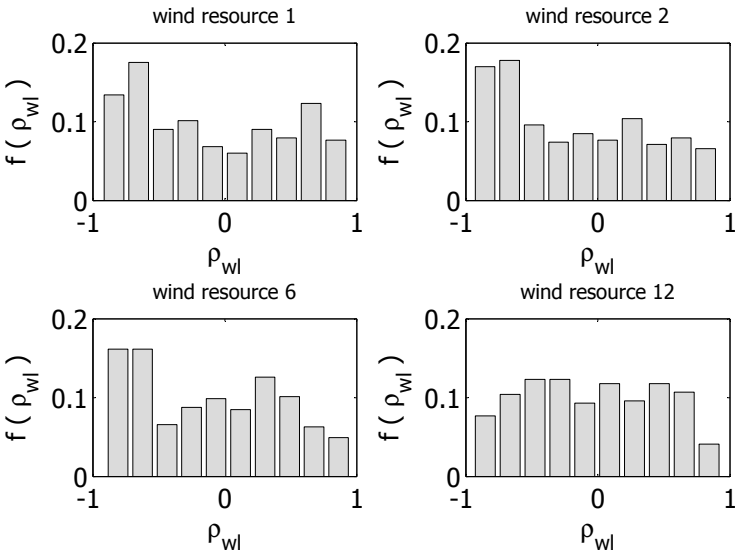 wind resource 1
0.2
0.1
0
-1
0
1
f ( ρwl )
ρwl
wind resource 2
0.2
0.1
0
-1
0
1
f ( ρwl )
ρwl
wind resource 6
0.2
0.1
0
-1
0
1
f ( ρwl )
ρwl
wind resource 12
0.2
0.1
0
-1
0
1
f ( ρwl )
ρwl